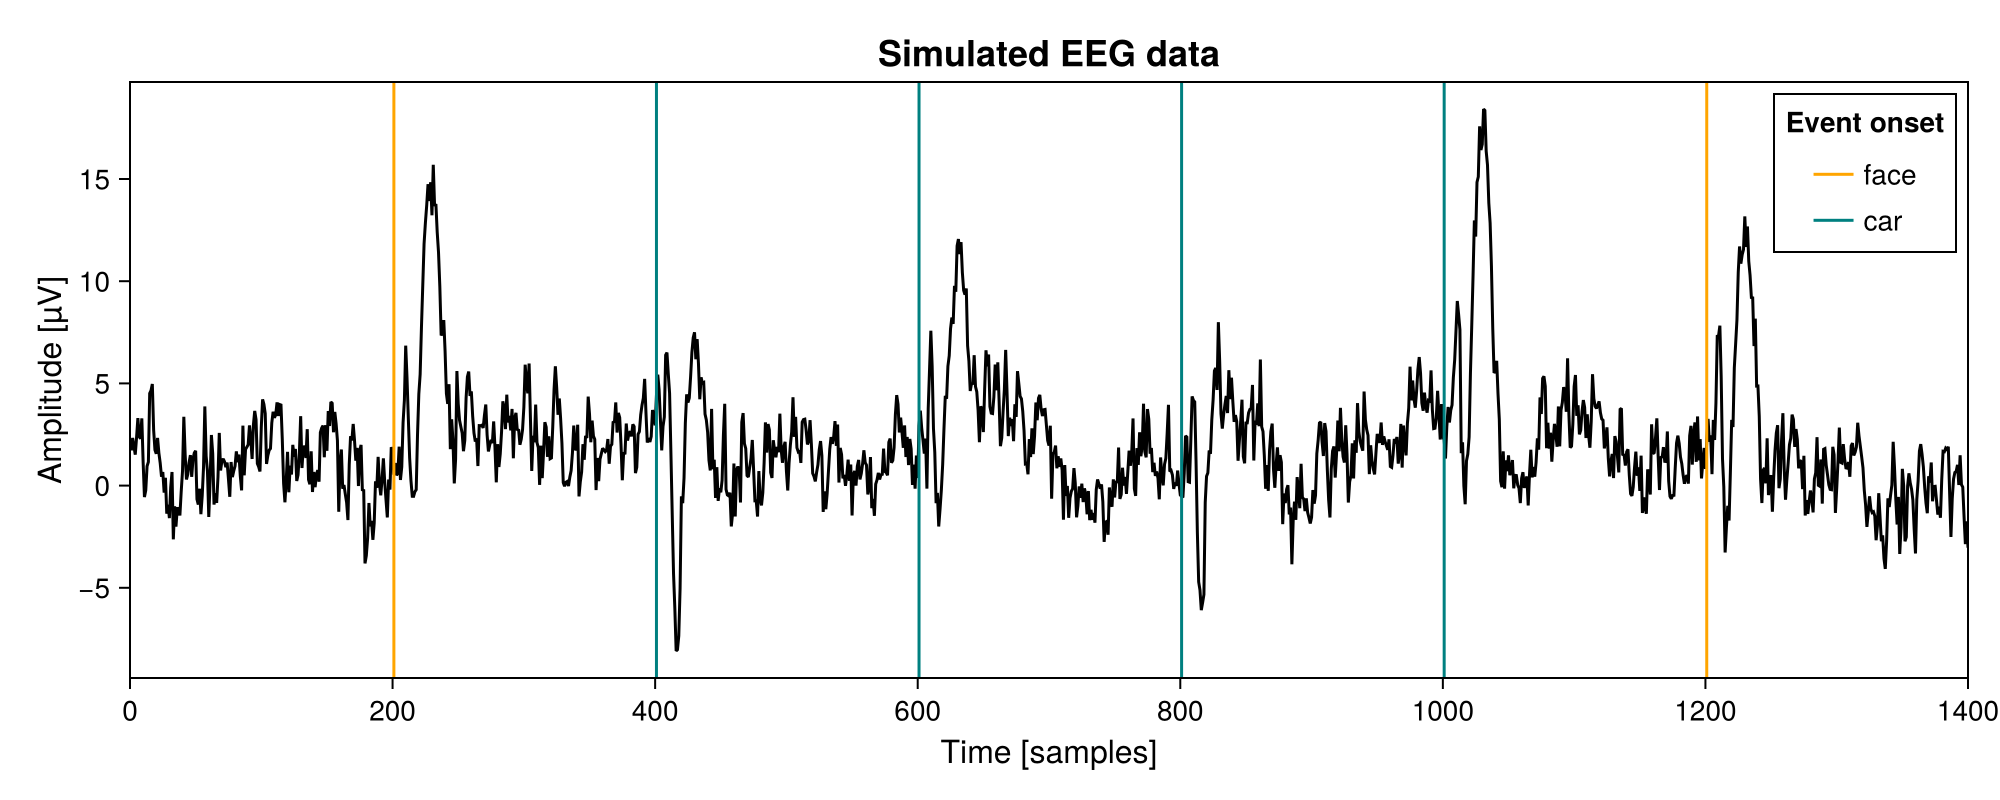 Simulated EEG data
Event onset
face
car
Amplitude [µV]
15
10
5
0
−5
0 200 400 600 800 1000 1200 1400
Time [samples]